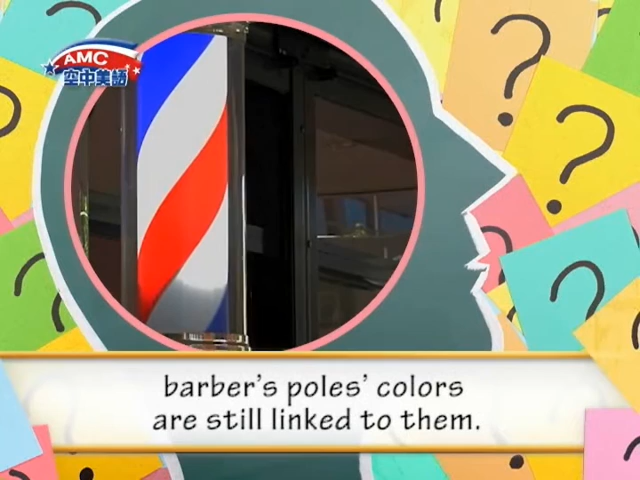 AMC
空中美語
barber's poles' colors
are still linked to them.